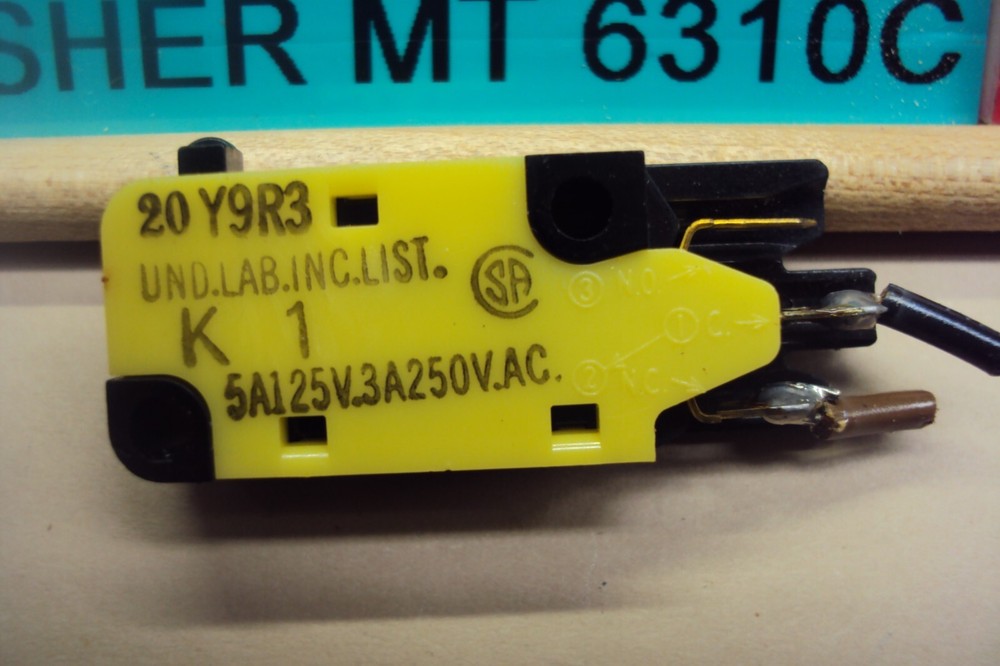 SHER MT 6310C
20 Y9R3
UND.LAB.INC.LIST.
SA
K 1
5A125V.3A250V.AC.
③ N.O.
① C.
② N.C.